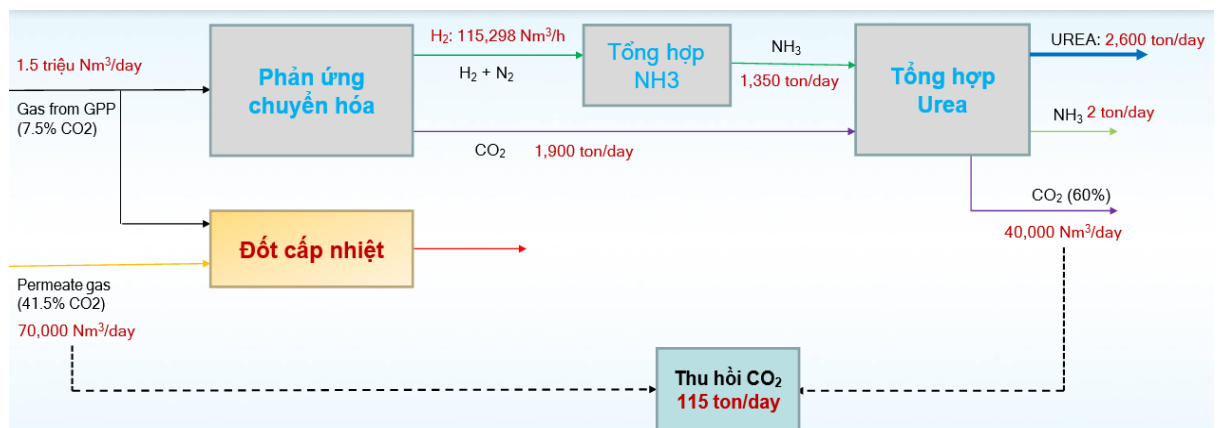 1.5 triệu Nm³/day
Gas from GPP
(7.5% CO2)
Phản ứng
chuyển hóa
H₂: 115,298 Nm³/h
H₂ + N₂
Tổng hợp
NH3
NH₃
1,350 ton/day
CO₂ 1,900 ton/day
Tổng hợp
Urea
UREA: 2,600 ton/day
NH₃ 2 ton/day
CO₂ (60%)
40,000 Nm³/day
Đốt cấp nhiệt
Permeate gas
(41.5% CO2)
70,000 Nm³/day
Thu hồi CO₂
115 ton/day